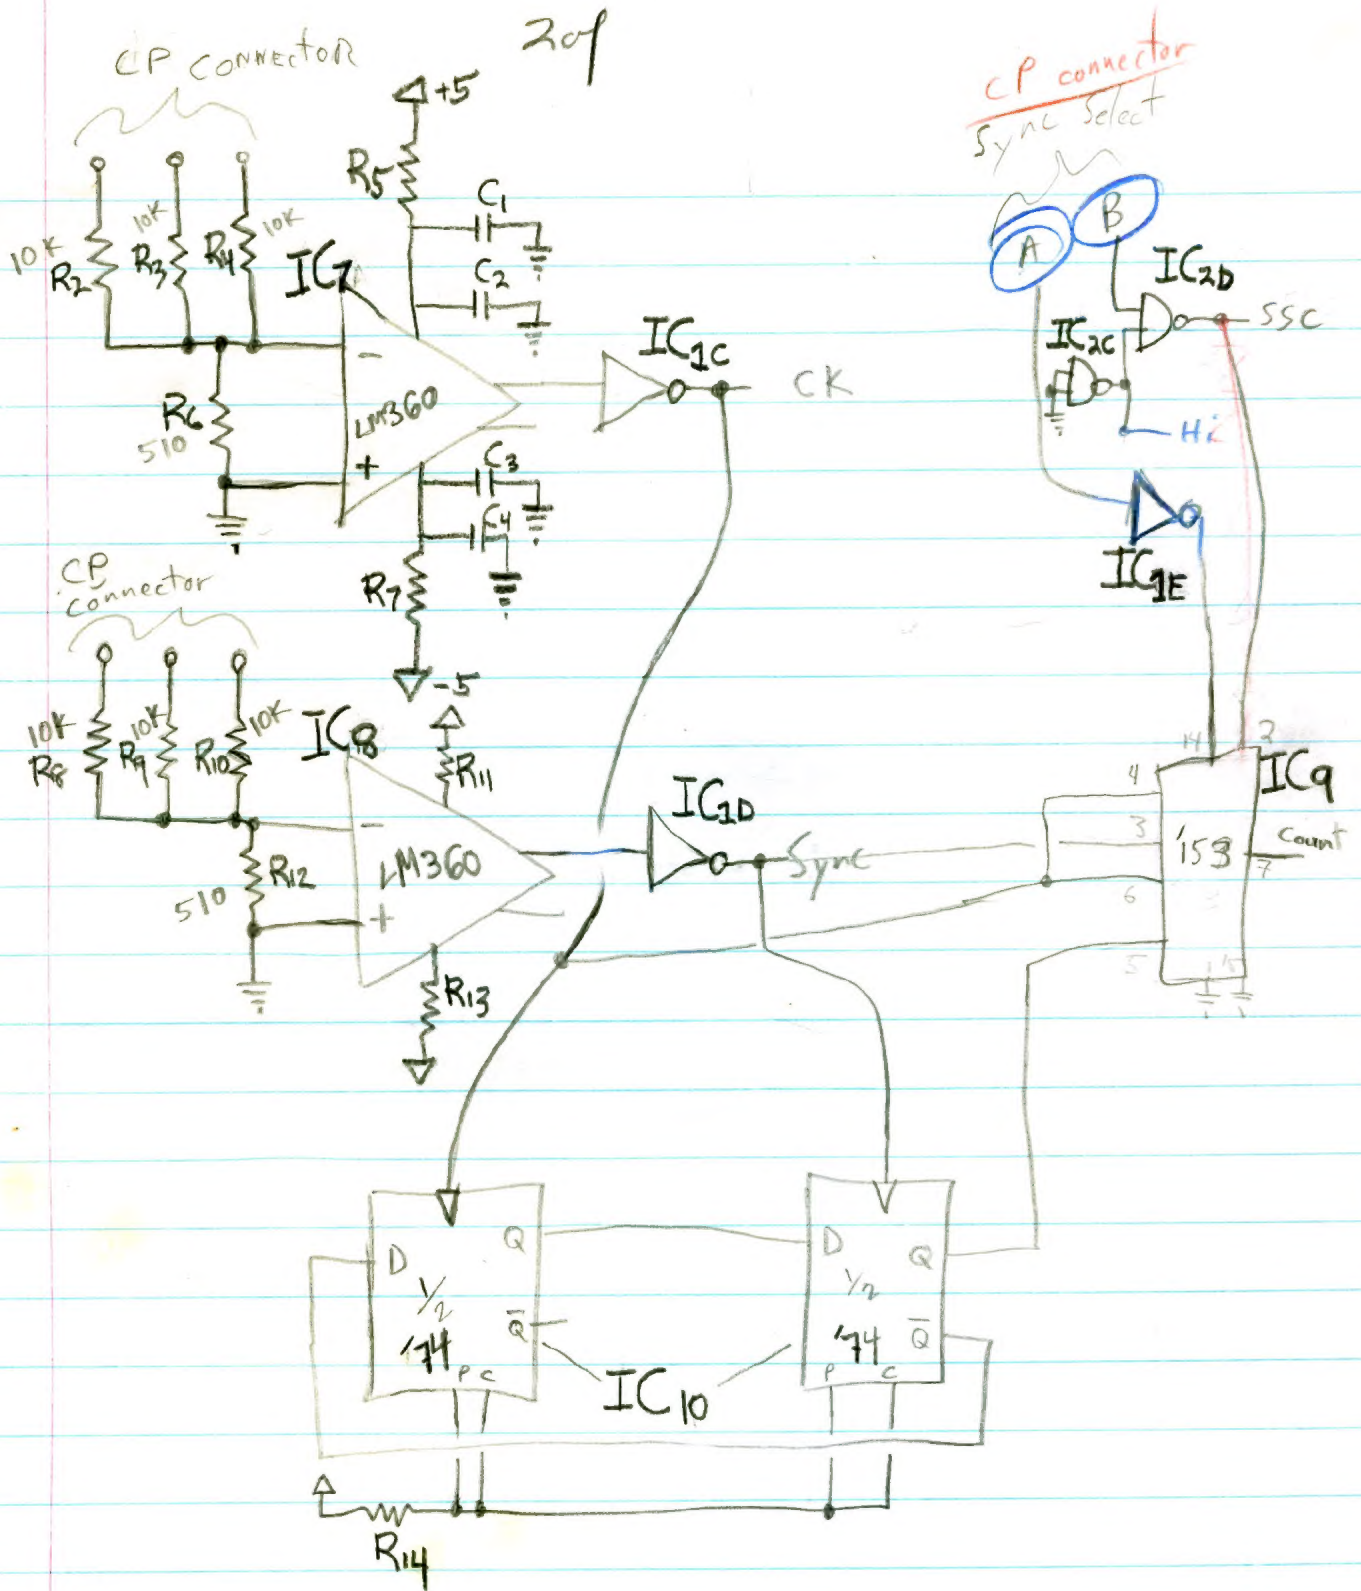 2of
CP CONNECTOR
+5
R5
C1
C2
10K
R2
10K
R3
10K
R4
IC7
-
LM360
+
R6
510
IC1C
CK
C3
C4
R7
-5
CP connector
Sync Select
A
B
IC2D
SSC
IC2C
Hi
IC1E
CP
connector
10K
R8
10K
R9
10K
R10
IC8
R11
-
LM360
+
R12
510
R13
IC1D
Sync
14
2
IC9
4
3
'153
Count
7
6
5
1
15
D
Q
1/2
'74
Q̅
P
C
IC10
D
Q
1/2
'74
Q̅
P
C
R14